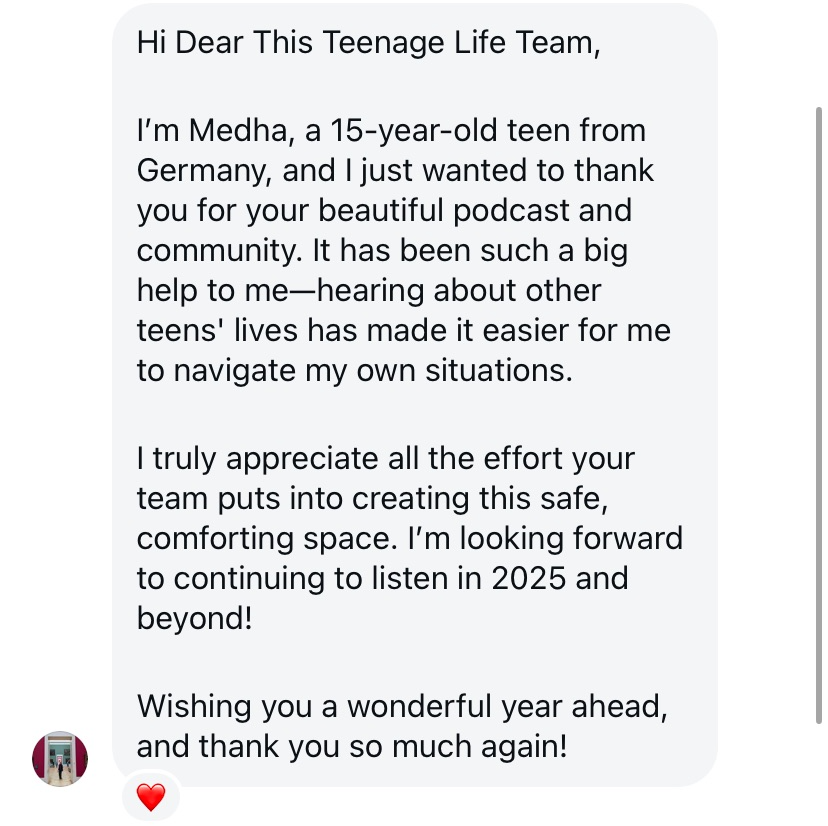 Hi Dear This Teenage Life Team,
I’m Medha, a 15-year-old teen from
Germany, and I just wanted to thank
you for your beautiful podcast and
community. It has been such a big
help to me—hearing about other
teens' lives has made it easier for me
to navigate my own situations.
I truly appreciate all the effort your
team puts into creating this safe,
comforting space. I’m looking forward
to continuing to listen in 2025 and
beyond!
Wishing you a wonderful year ahead,
and thank you so much again!